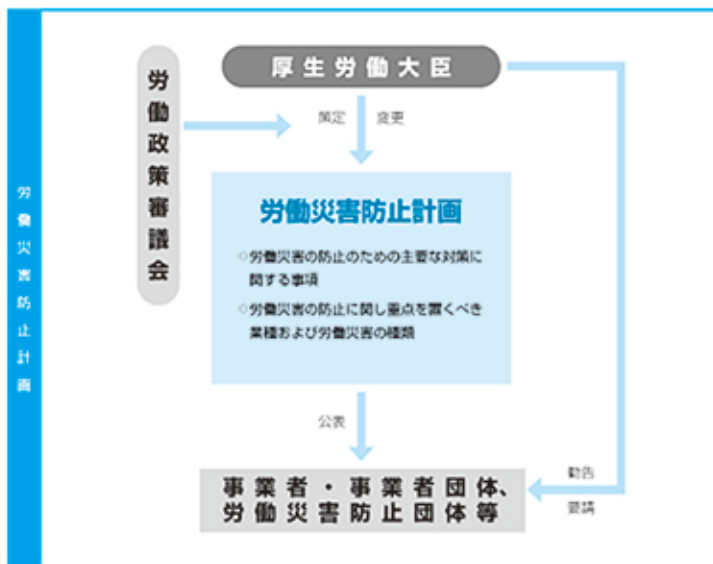 労働災害防止計画
労働政策審議会
厚生労働大臣
策定 変更
労働災害防止計画
○労働災害の防止のための主要な対策に
関する事項
○労働災害の防止に関し重点を置くべき
業種および労働災害の種類
公表
事業者・事業者団体、
労働災害防止団体等
勧告
要請